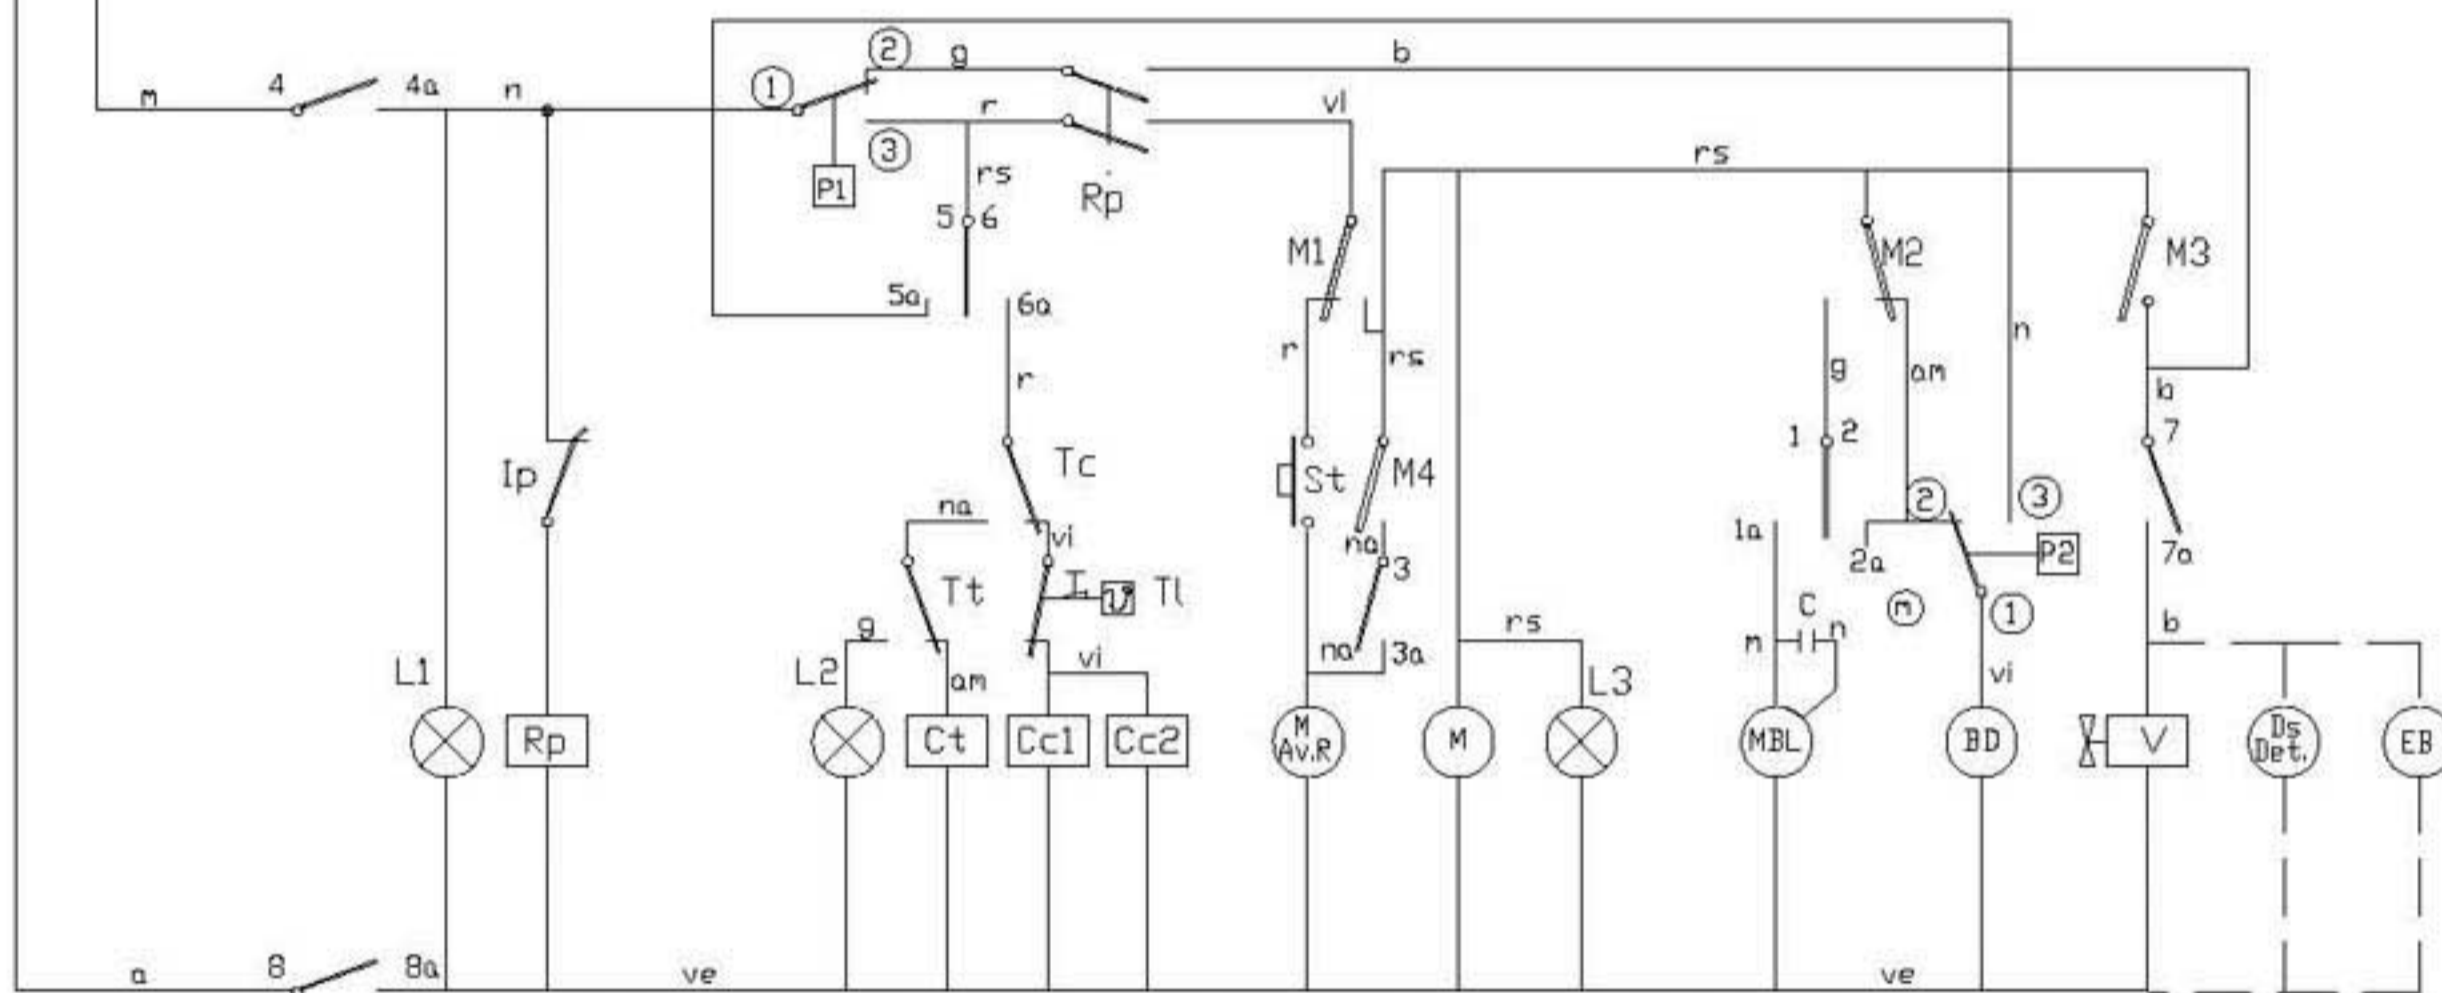 2 g b
1
4 4a n
m
r vl
3
rs
rs
P1
Rp
5 6
M1 M2 M3
5a 6a
n
r rs
g am
r
b
1 2 7
Ip Tc St M4
na
2 3
1a na
vi
P2
2a 7a
3
Tt Tl
m
C
1
g rs m n b
na 3a
L1 L2 vi L3
am vi
Rp Ct Cc1 Cc2 M Av.R M MBL BD V Ds Det. EB
a 8 8a ve ve